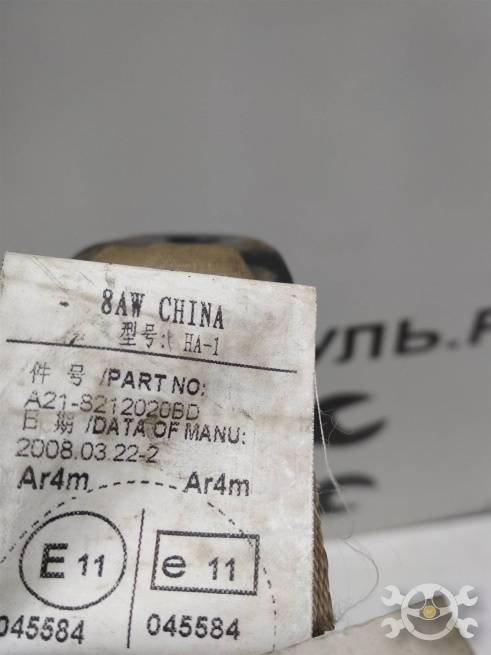 8AW CHINA
型号: HA-1
件 号 /PART NO:
A21-8212020BD
日 期 /DATA OF MANU:
2008.03.22-2
Ar4m Ar4m
E 11 e 11
045584 045584
УЛЬ.Р